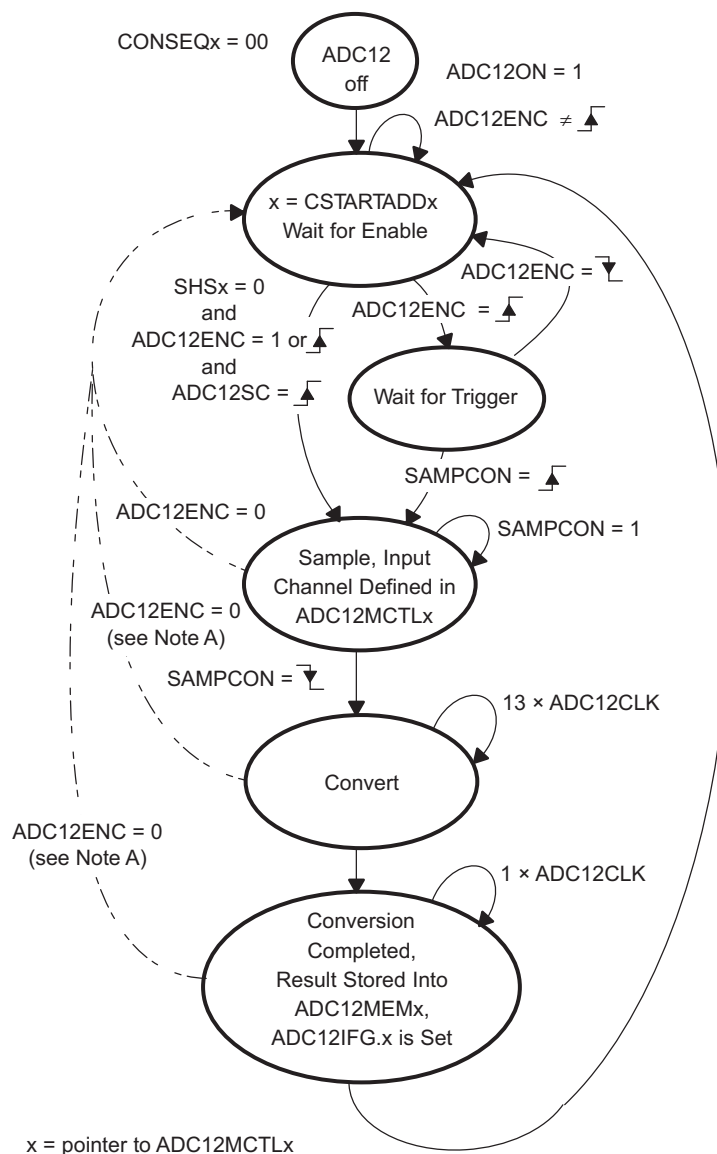 CONSEQx = 00
ADC12
off
ADC12ON = 1
ADC12ENC ≠
x = CSTARTADDx
Wait for Enable
ADC12ENC =
SHSx = 0
and
ADC12ENC = 1 or
and
ADC12SC =
ADC12ENC =
Wait for Trigger
SAMPCON =
ADC12ENC = 0
SAMPCON = 1
Sample, Input
Channel Defined in
ADC12MCTLx
ADC12ENC = 0
(see Note A)
SAMPCON =
13 × ADC12CLK
Convert
ADC12ENC = 0
(see Note A)
1 × ADC12CLK
Conversion
Completed,
Result Stored Into
ADC12MEMx,
ADC12IFG.x is Set
x = pointer to ADC12MCTLx